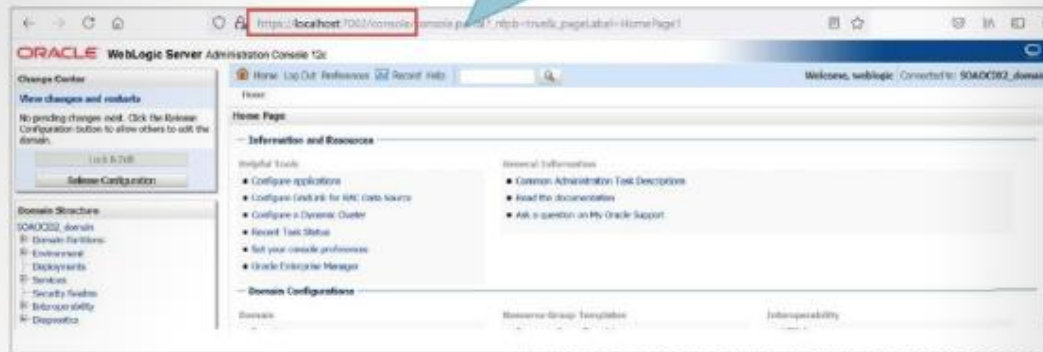 https://localhost:7002/console/console.portal?_nfpb=true&_pageLabel=HomePage1
ORACLE WebLogic Server Administration Console 12c
Change Center
View changes and restarts
No pending changes exist. Click the Release
Configuration button to allow others to edit the
domain.
Lock & Edit
Release Configuration
Domain Structure
SOAOCI02_domain
Domain Partitions
Environment
Deployments
Services
Security Realms
Interoperability
Diagnostics
Home Log Out Preferences Record Help
Welcome, weblogic Connected to:
Home
Home Page
Information and Resources
Helpful Tools
Configure applications
Configure GridLink for RAC Data Source
Configure a Dynamic Cluster
Recent Task Status
Set your console preferences
Oracle Enterprise Manager
General Information
Common Administration Task Descriptions
Read the documentation
Ask a question on My Oracle Support
Domain Configurations
Domain
Resource Group Templates
Interoperability